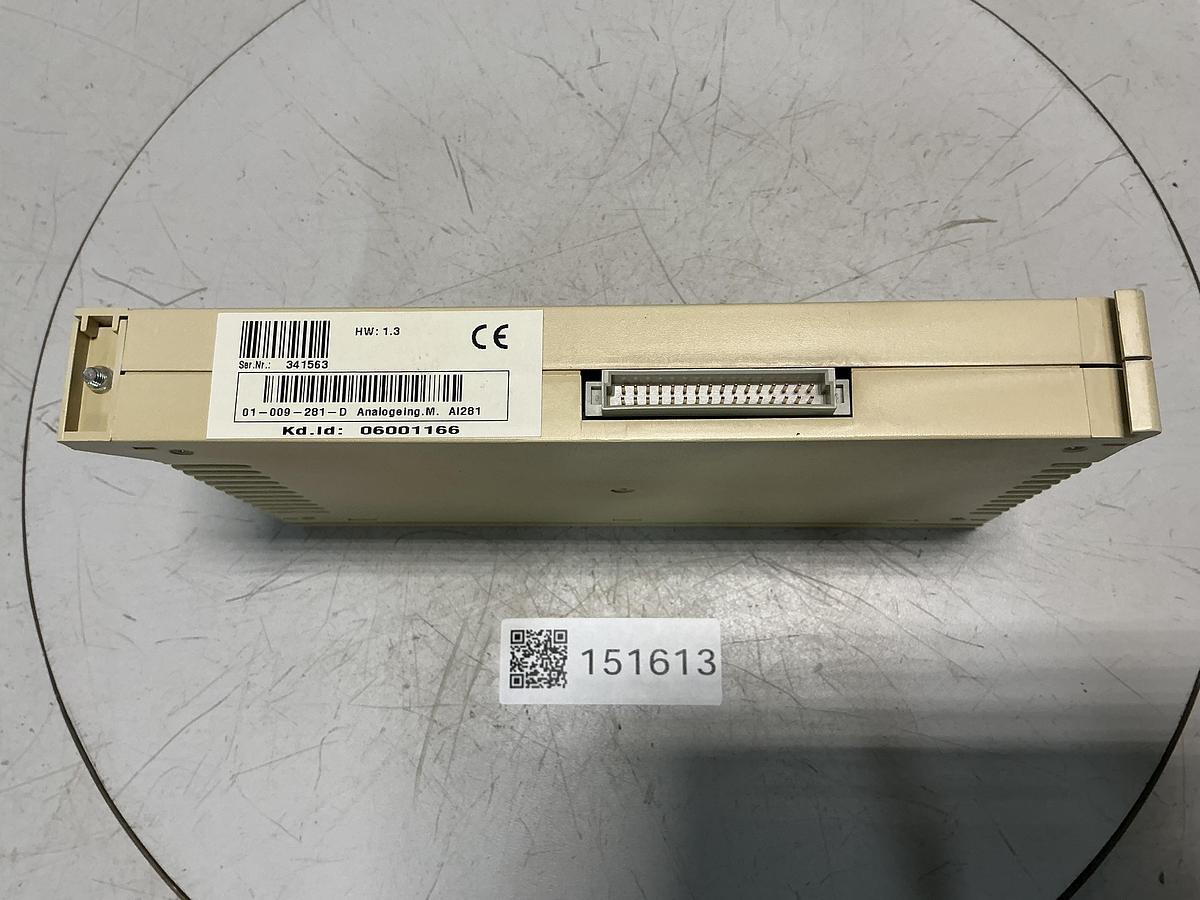 HW: 1.3
CE
Ser.Nr.: 341563
01-009-281-D Analogeing.M. AI281
Kd.Id: 06001166
151613